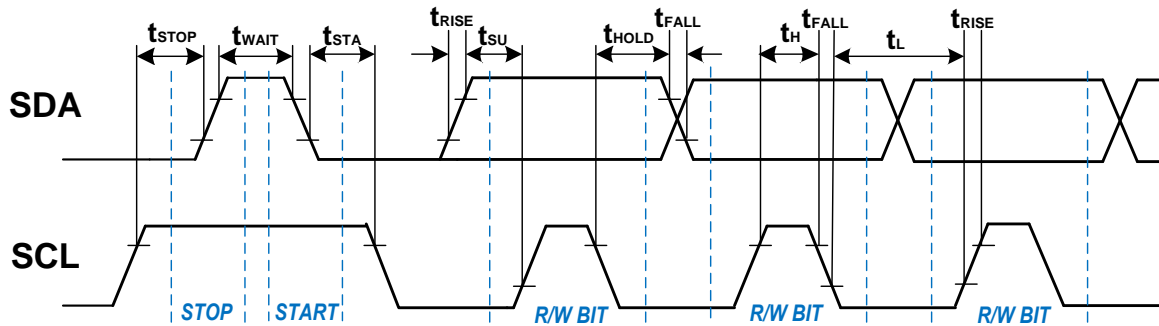 tSTOP tWAIT tSTA tRISE tSU tHOLD tFALL tH tFALL tL tRISE
SDA
SCL
STOP START R/W BIT R/W BIT R/W BIT